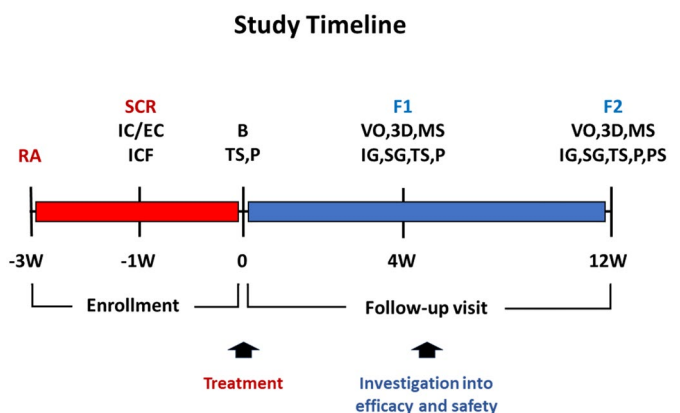 Study Timeline
SCR
F1
F2
IC/EC
B
VO,3D,MS
VO,3D,MS
RA
ICF
TS,P
IG,SG,TS,P
IG,SG,TS,P,PS
-3W
-1W
0
4W
12W
Enrollment
Follow-up visit
Treatment
Investigation into
efficacy and safety